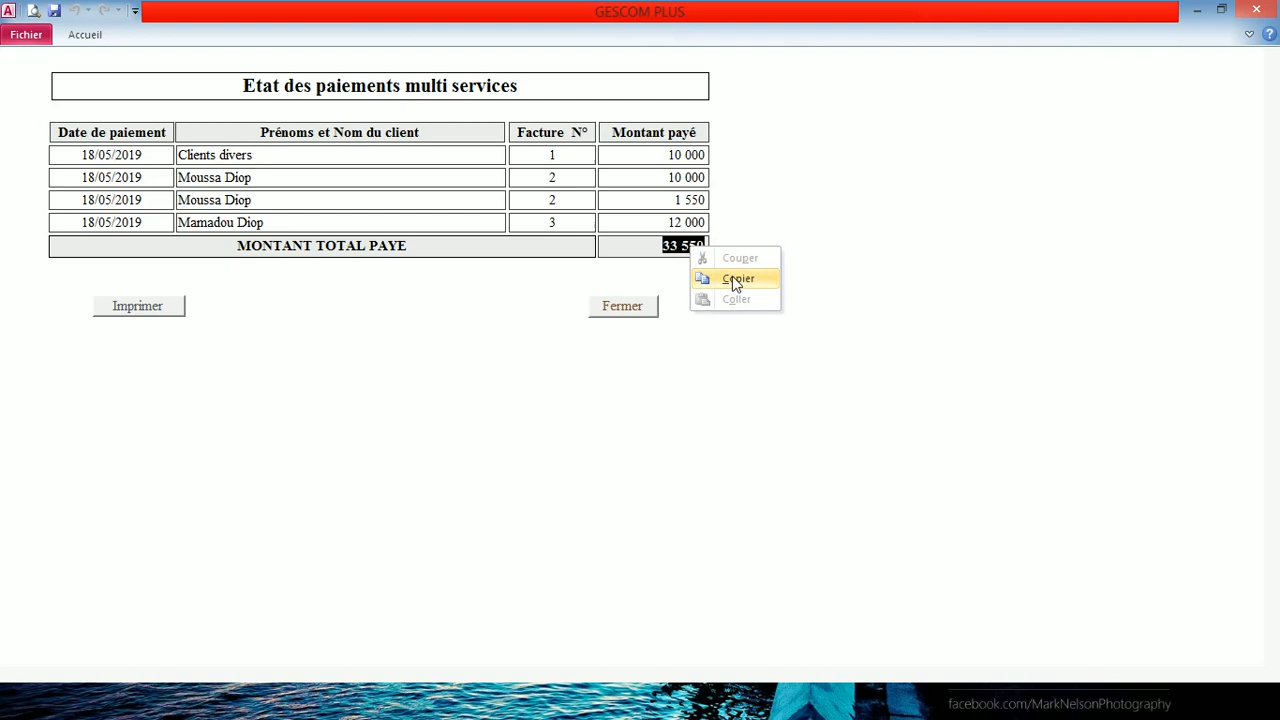 GESCOM PLUS
Fichier Accueil
Etat des paiements multi services
Date de paiement Prénoms et Nom du client Facture N° Montant payé
18/05/2019 Clients divers 1 10 000
18/05/2019 Moussa Diop 2 10 000
18/05/2019 Moussa Diop 2 1 550
18/05/2019 Mamadou Diop 3 12 000
MONTANT TOTAL PAYE 33 550
Couper
Copier
Coller
Imprimer Fermer
facebook.com/MarkNelsonPhotography